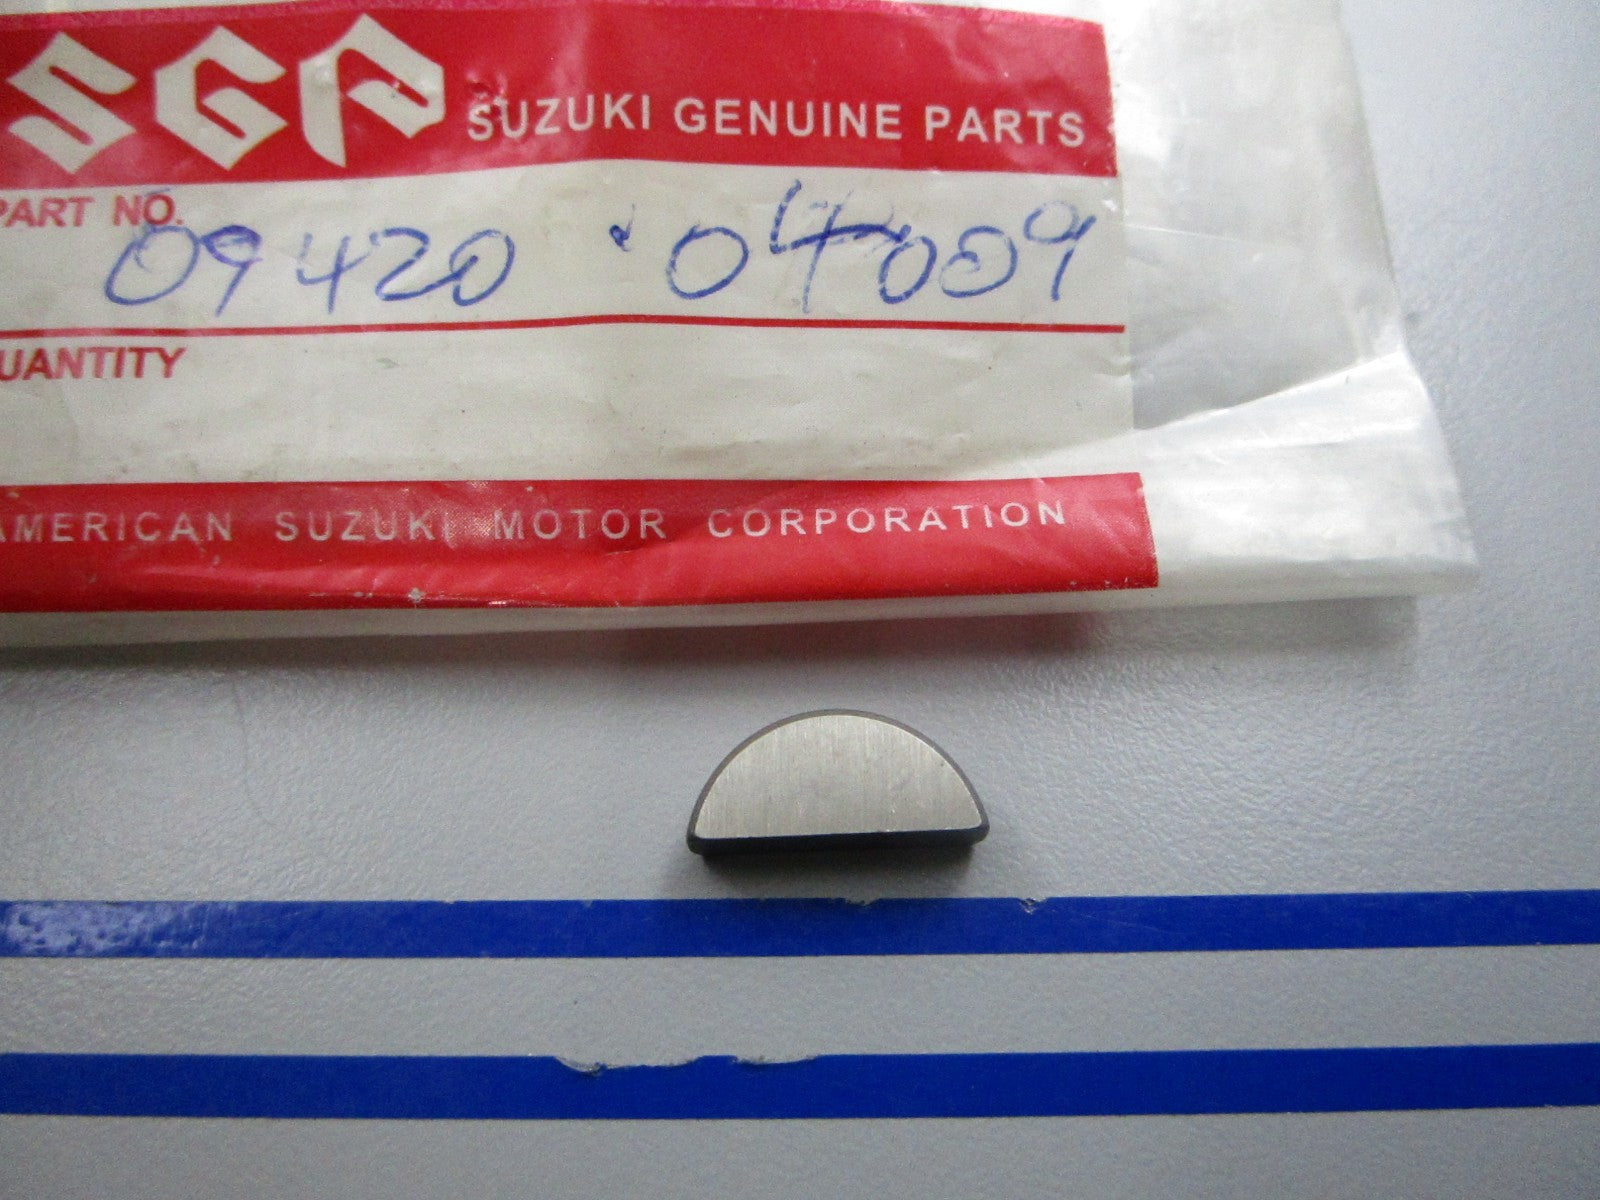 SGP SUZUKI GENUINE PARTS
PART NO.
09420 · 04009
UANTITY
AMERICAN SUZUKI MOTOR CORPORATION